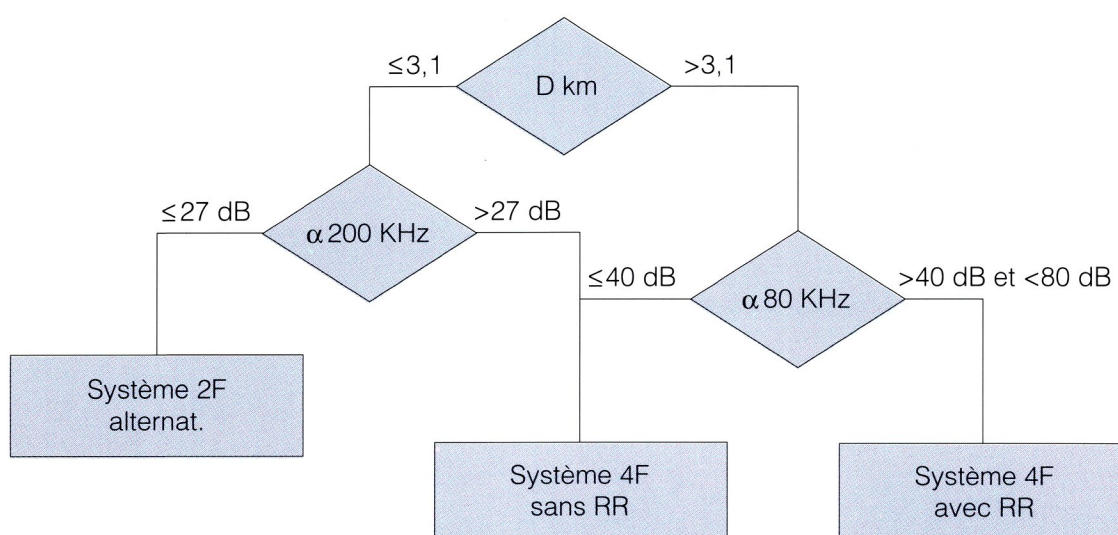 ≤3,1
D km
>3,1
≤27 dB
α 200 KHz
>27 dB
≤40 dB
α 80 KHz
>40 dB et <80 dB
Système 2F
alternat.
Système 4F
sans RR
Système 4F
avec RR